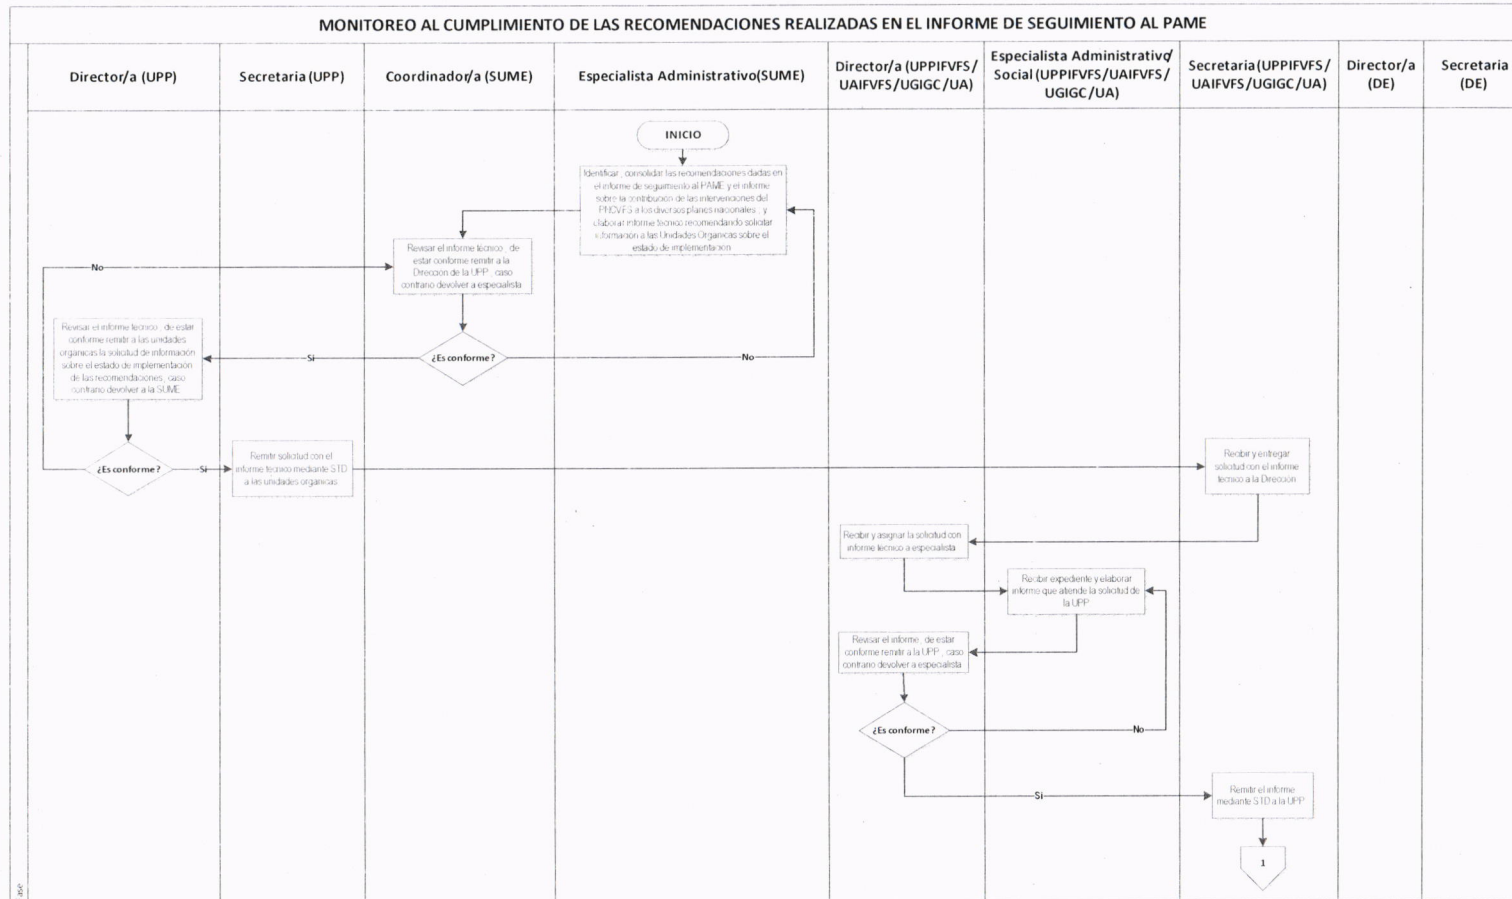 MONITOREO AL CUMPLIMIENTO DE LAS RECOMENDACIONES REALIZADAS EN EL INFORME DE SEGUIMIENTO AL PAME
Director/a (UPP)
Secretaria (UPP)
Coordinador/a (SUME)
Especialista Administrativo(SUME)
Director/a (UPPIFVFS/
UAIFVFS/UGIGC/UA)
Especialista Administrativo/
Social (UPPIFVFS/UAIFVFS/
UGIGC/UA)
Secretaria(UPPIFVFS/
UAIFVFS/UGIGC/UA)
Director/a
(DE)
Secretaria
(DE)
INICIO
Identificar, consolidar las recomendaciones dadas en
el informe de seguimiento al PAME y el informe
sobre la contribución de las intervenciones del
PNCVFS a los diversos planes nacionales, y
elaborar informe técnico recomendando solicitar
información a las Unidades Organicas sobre el
estado de implementación
Revisar el informe técnico, de
estar conforme remitir a la
Dirección de la UPP, caso
contrario devolver a especialista
No
Revisar el informe tecnico, de estar
conforme remitir a las unidades
organicas la solicitud de información
sobre el estado de implementación
de las recomendaciones, caso
contrario devolver a la SUME
Si
¿Es conforme?
No
¿Es conforme?
Si
Remitir solicitud con el
informe tecnico mediante STD
a las unidades organicas
Recibir y entregar
solicitud con el informe
tecnico a la Dirección
Recibir y asignar la solicitud con
informe tecnico a especialista
Recibir expediente y elaborar
informe que atiende la solicitud de
la UPP
Revisar el informe, de estar
conforme remitir a la UPP, caso
contrario devolver a especialista
¿Es conforme?
No
Si
Remitir el informe
mediante STD a la UPP
1